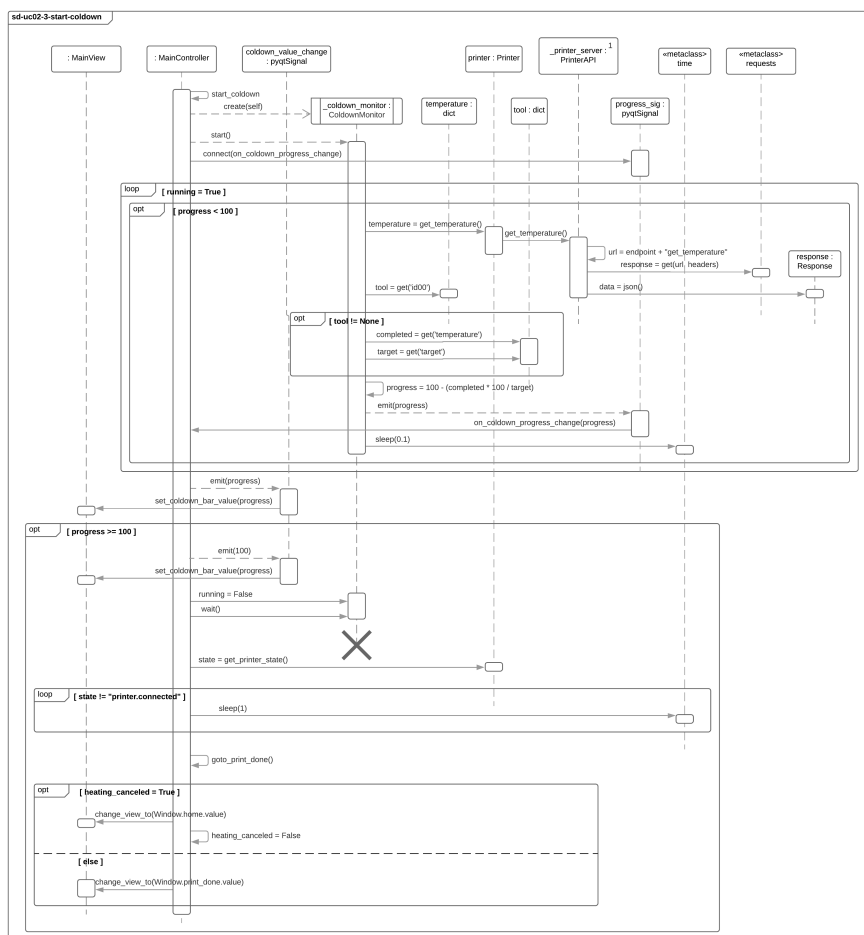 sd-uc02-3-start-coldown
: MainView
: MainController
coldown_value_change
: pyqtSignal
printer : Printer
_printer_server : 1
PrinterAPI
«metaclass»
time
«metaclass»
requests
start_coldown
create(self)
_coldown_monitor :
ColdownMonitor
temperature :
dict
tool : dict
progress_sig :
pyqtSignal
start()
connect(on_coldown_progress_change)
loop
[ running = True ]
opt
[ progress < 100 ]
temperature = get_temperature()
get_temperature()
url = endpoint + "get_temperature"
response = get(url, headers)
response :
Response
tool = get('id00')
data = json()
opt
[ tool != None ]
completed = get('temperature')
target = get('target')
progress = 100 - (completed * 100 / target)
emit(progress)
on_coldown_progress_change(progress)
sleep(0.1)
emit(progress)
set_coldown_bar_value(progress)
opt
[ progress >= 100 ]
emit(100)
set_coldown_bar_value(progress)
running = False
wait()
state = get_printer_state()
loop
[ state != "printer.connected" ]
sleep(1)
goto_print_done()
opt
[ heating_canceled = True ]
change_view_to(Window.home.value)
heating_canceled = False
[ else ]
change_view_to(Window.print_done.value)